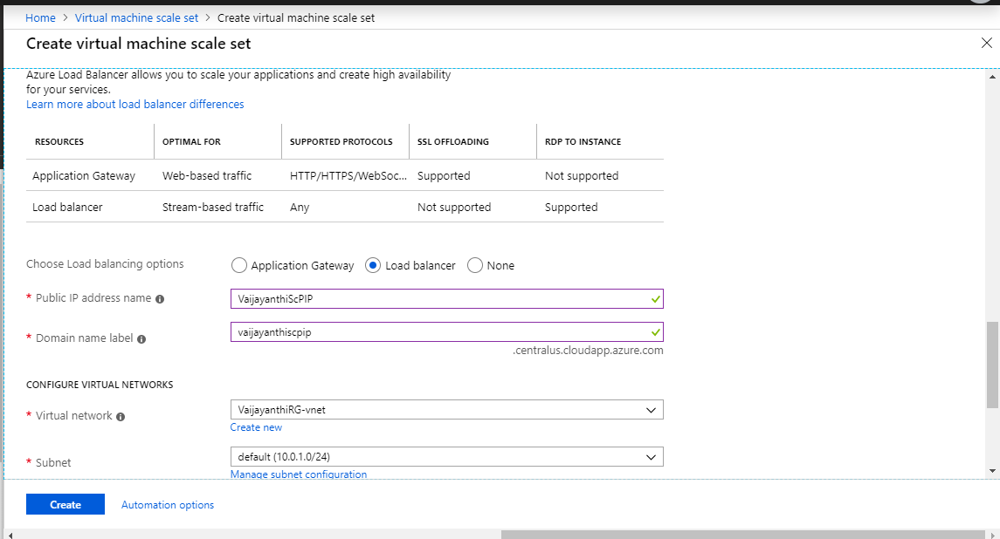 Home > Virtual machine scale set > Create virtual machine scale set
Create virtual machine scale set
Azure Load Balancer allows you to scale your applications and create high availability
for your services.
Learn more about load balancer differences
RESOURCES OPTIMAL FOR SUPPORTED PROTOCOLS SSL OFFLOADING RDP TO INSTANCE
Application Gateway Web-based traffic HTTP/HTTPS/WebSoc... Supported Not supported
Load balancer Stream-based traffic Any Not supported Supported
Choose Load balancing options Application Gateway Load balancer None
* Public IP address name VaijayanthiScPIP
* Domain name label vaijayanthiscpip
.centralus.cloudapp.azure.com
CONFIGURE VIRTUAL NETWORKS
* Virtual network VaijayanthiRG-vnet
Create new
* Subnet default (10.0.1.0/24)
Manage subnet configuration
Create Automation options